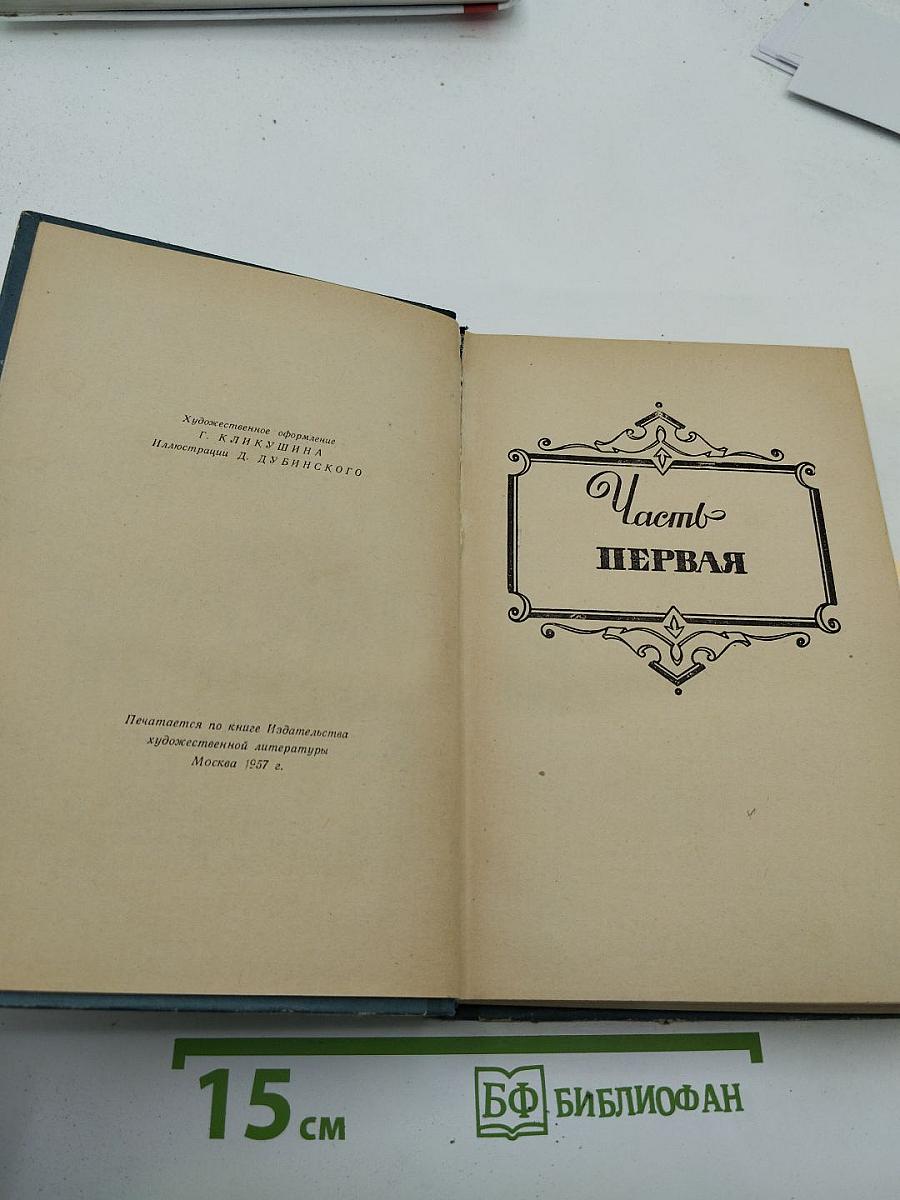 Художественное оформление
Г. КЛИКУШИНА
Иллюстрации Д. ДУБИНСКОГО
Печатается по книге Издательства
художественной литературы
Москва 1957 г.
Часть
ПЕРВАЯ
15 см
БФ БИБЛИОФАН